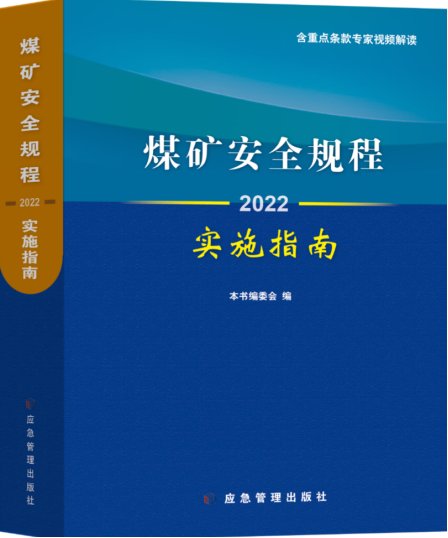 含重点条款专家视频解读
煤矿安全规程
2022
实施指南
本书编委会 编
应急管理出版社
煤矿安全规程
2022
实施指南
应急管理出版社